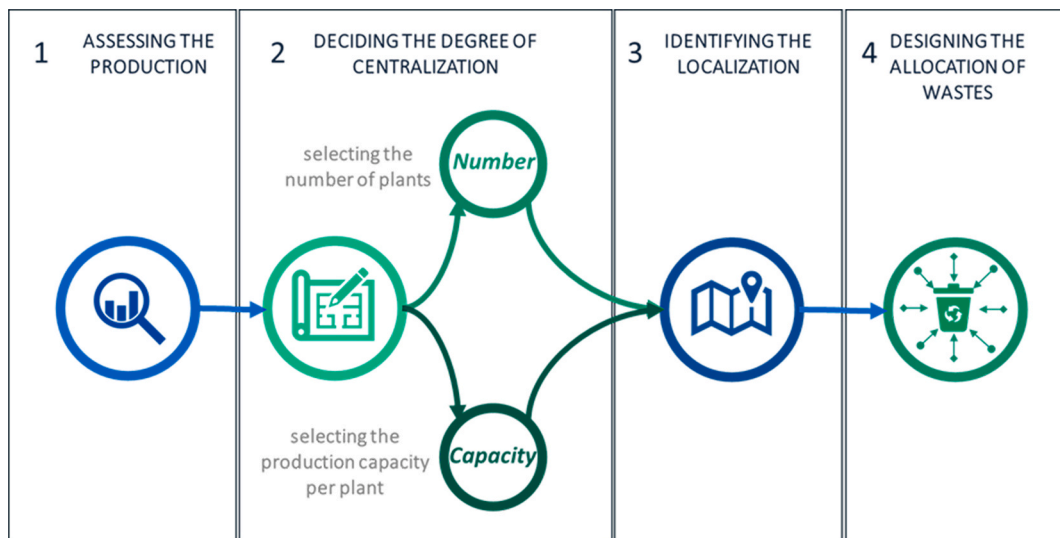 1
ASSESSING THE
PRODUCTION
2
DECIDING THE DEGREE OF
CENTRALIZATION
selecting the
number of plants
Number
selecting the
production capacity
per plant
Capacity
3
IDENTIFYING THE
LOCALIZATION
4
DESIGNING THE
ALLOCATION OF
WASTES